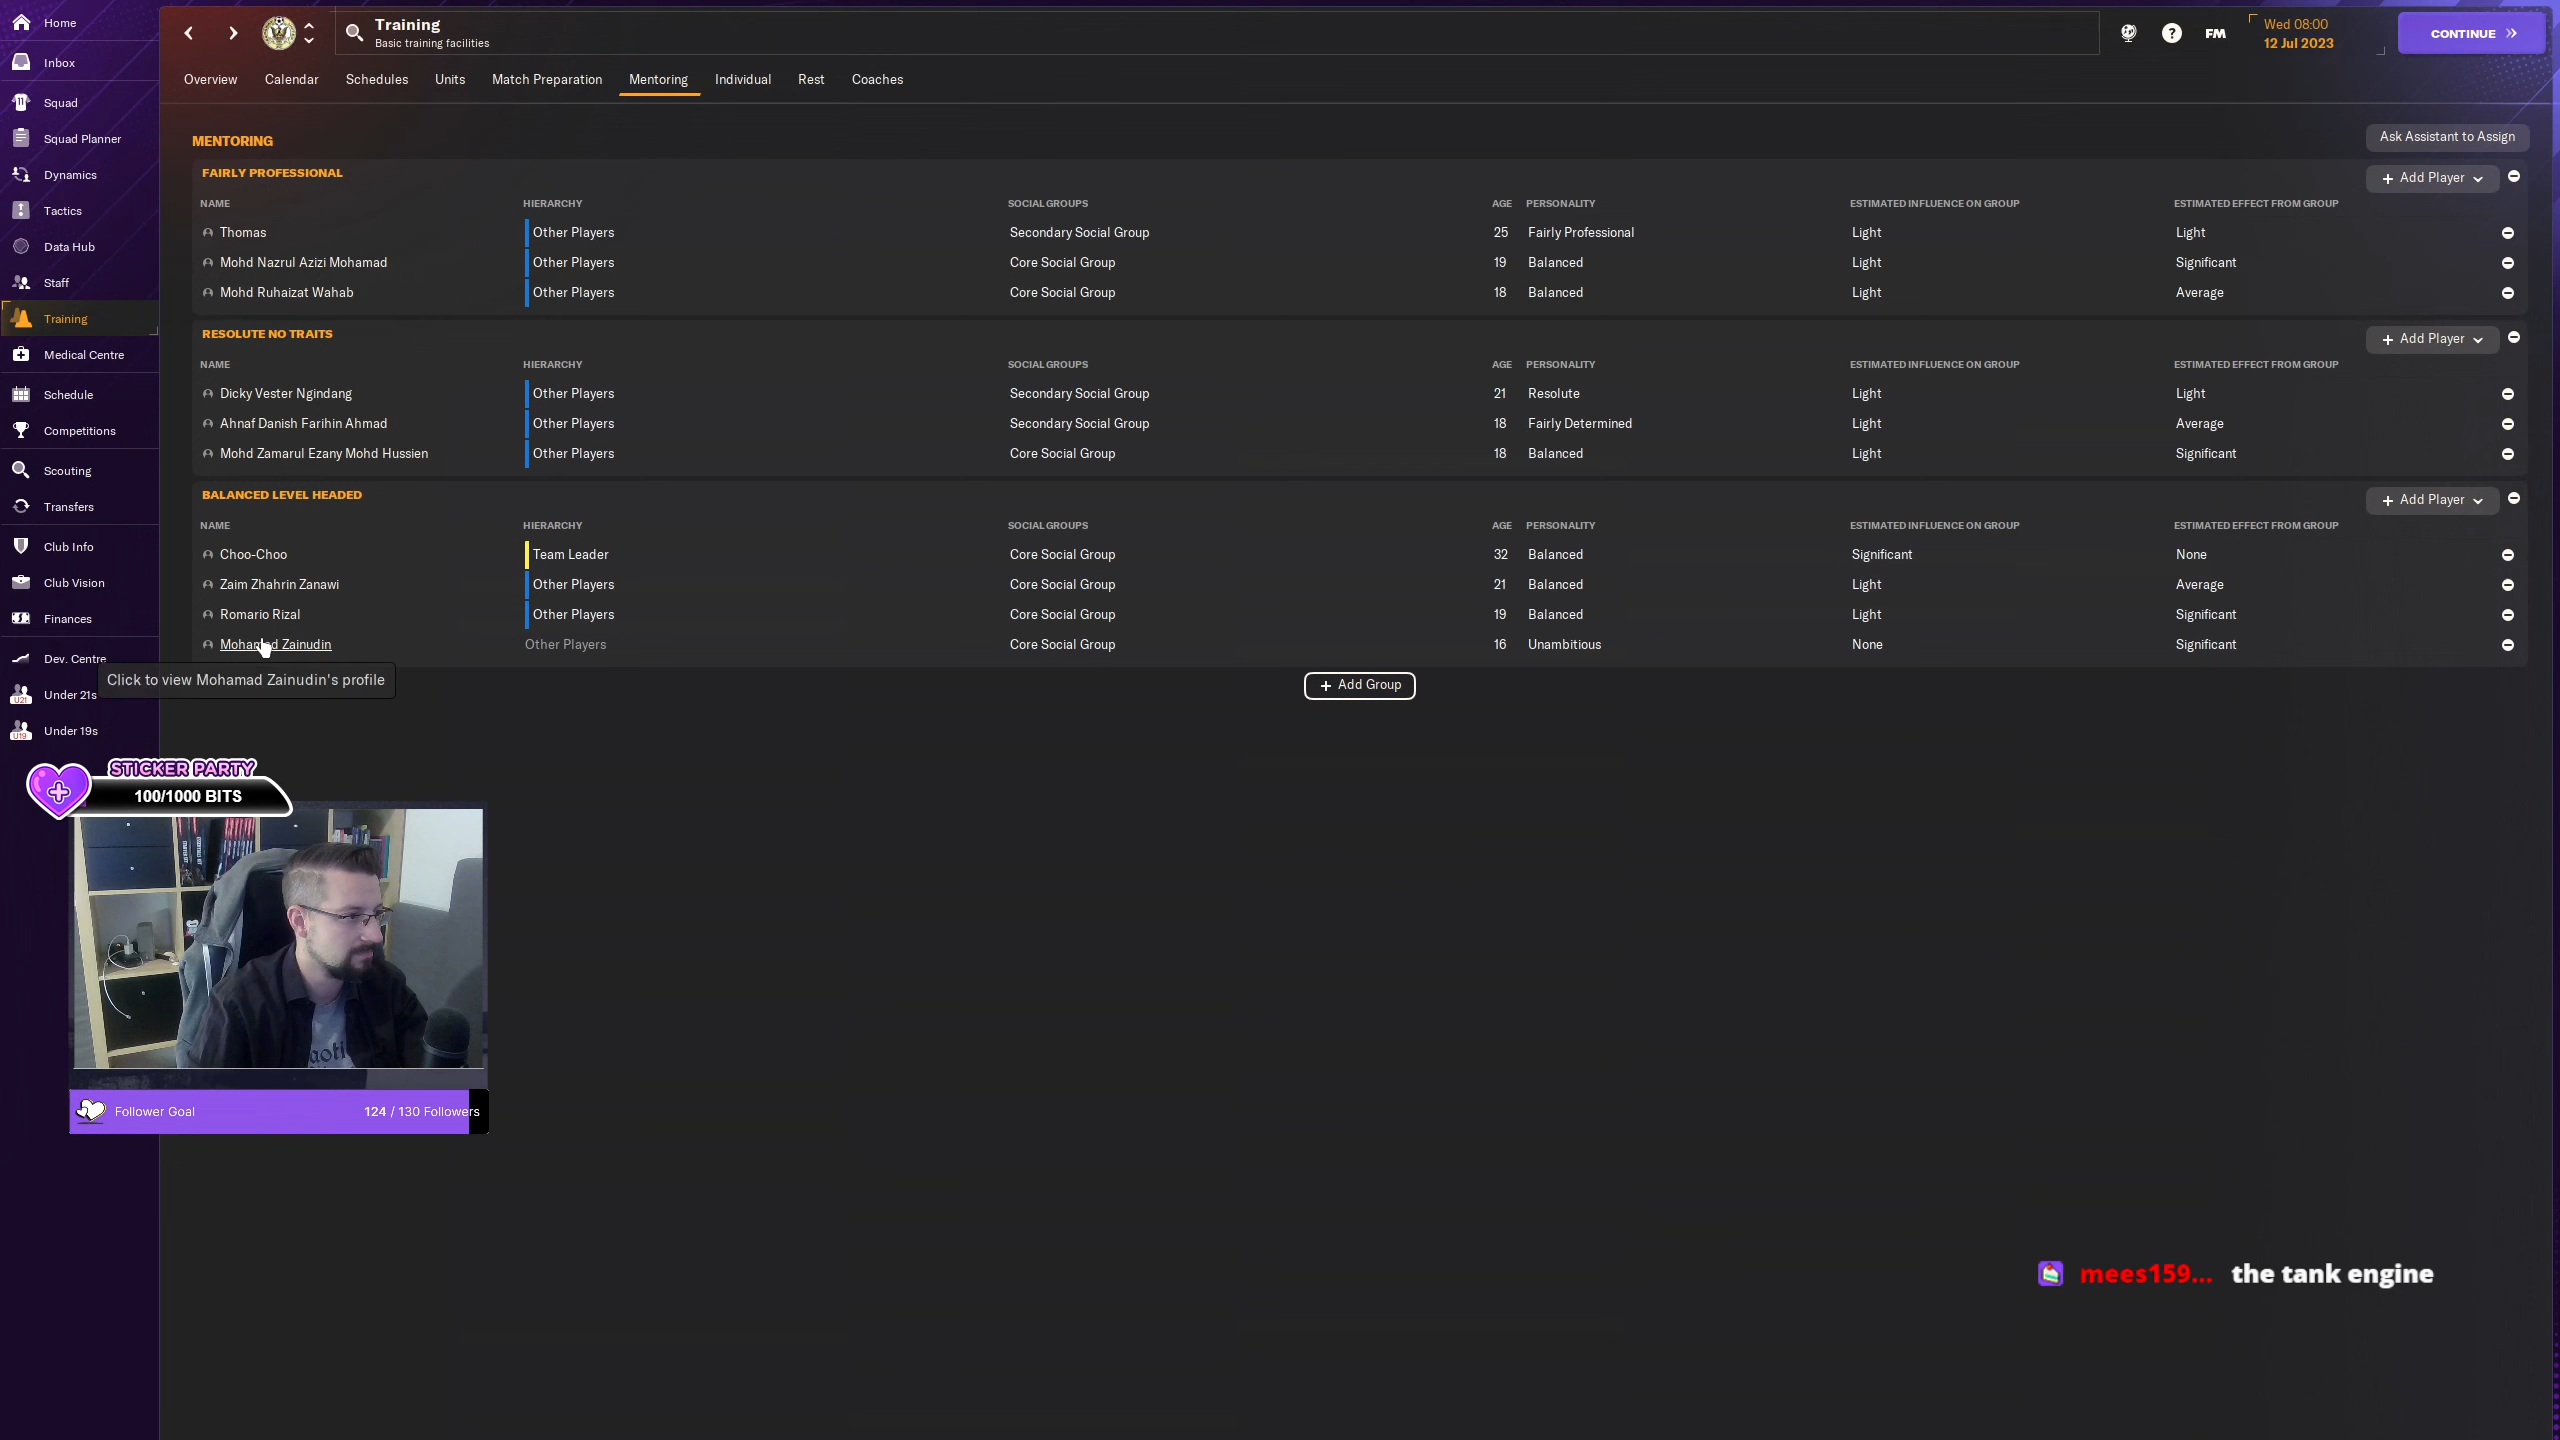 Home
Inbox
Squad
Squad Planner
Dynamics
Tactics
Data Hub
Staff
Training
Medical Centre
Schedule
Competitions
Scouting
Transfers
Club Info
Club Vision
Finances
Dev. Centre
Under 21s
Under 19s
Training
Basic training facilities
FM
Wed 08:00
12 Jul 2023
CONTINUE
Overview Calendar Schedules Units Match Preparation Mentoring Individual Rest Coaches
MENTORING
Ask Assistant to Assign
FAIRLY PROFESSIONAL
Add Player
NAME HIERARCHY SOCIAL GROUPS AGE PERSONALITY ESTIMATED INFLUENCE ON GROUP ESTIMATED EFFECT FROM GROUP
Thomas Other Players Secondary Social Group 25 Fairly Professional Light Light
Mohd Nazrul Azizi Mohamad Other Players Core Social Group 19 Balanced Light Significant
Mohd Ruhaizat Wahab Other Players Core Social Group 18 Balanced Light Average
RESOLUTE NO TRAITS
Add Player
NAME HIERARCHY SOCIAL GROUPS AGE PERSONALITY ESTIMATED INFLUENCE ON GROUP ESTIMATED EFFECT FROM GROUP
Dicky Vester Ngindang Other Players Secondary Social Group 21 Resolute Light Light
Ahnaf Danish Farihin Ahmad Other Players Secondary Social Group 18 Fairly Determined Light Average
Mohd Zamarul Ezany Mohd Hussien Other Players Core Social Group 18 Balanced Light Significant
BALANCED LEVEL HEADED
Add Player
NAME HIERARCHY SOCIAL GROUPS AGE PERSONALITY ESTIMATED INFLUENCE ON GROUP ESTIMATED EFFECT FROM GROUP
Choo-Choo Team Leader Core Social Group 32 Balanced Significant None
Zaim Zhahrin Zanawi Other Players Core Social Group 21 Balanced Light Average
Romario Rizal Other Players Core Social Group 19 Balanced Light Significant
Mohamad Zainudin Other Players Core Social Group 16 Unambitious None Significant
Click to view Mohamad Zainudin's profile
Add Group
STICKER PARTY
100/1000 BITS
Follower Goal 124 / 130 Followers
mees159... the tank engine